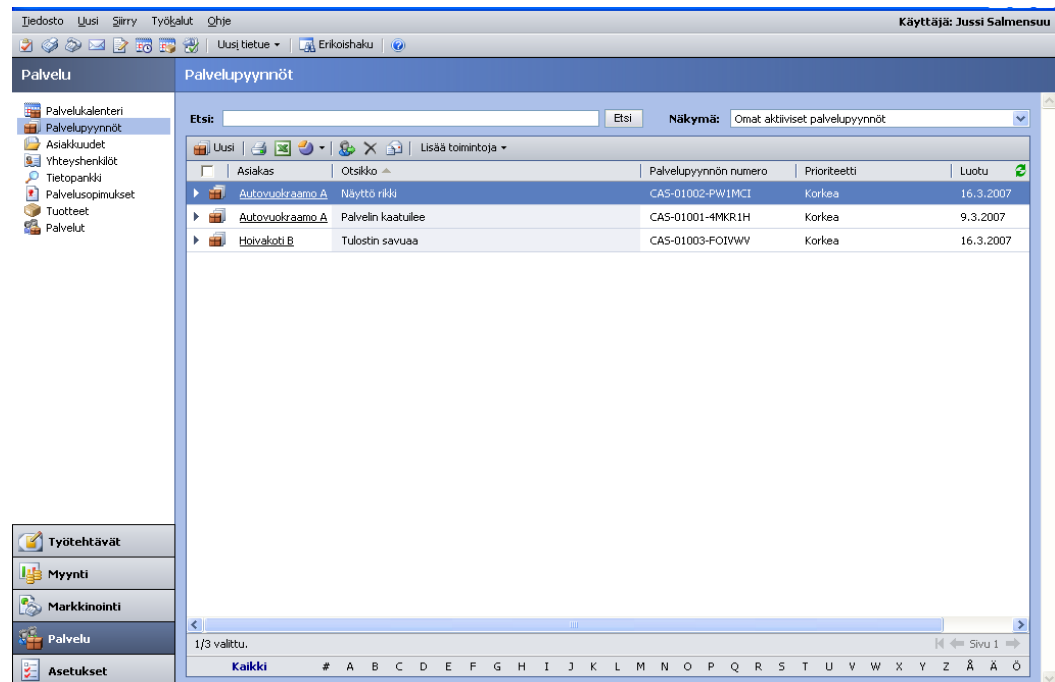 Tiedosto Uusi Siirry Työkalut Ohje Käyttäjä: Jussi Salmensuu
Uusi tietue Erikoishaku
Palvelu Palvelupyynnöt
Palvelukalenteri
Palvelupyynnöt
Asiakkuudet
Yhteyshenkilöt
Tietopankki
Palvelusopimukset
Tuotteet
Palvelut
Etsi: Etsi Näkymä: Omat aktiiviset palvelupyynnöt
Uusi Lisää toimintoja
Asiakas Otsikko Palvelupyynnön numero Prioriteetti Luotu
Autovuokraamo A Näyttö rikki CAS-01002-PW1MCI Korkea 16.3.2007
Autovuokraamo A Palvelin kaatuilee CAS-01001-4MKR1H Korkea 9.3.2007
Hoivakoti B Tulostin savuaa CAS-01003-FOIVWV Korkea 16.3.2007
Työtehtävät
Myynti
Markkinointi
Palvelu
Asetukset
1/3 valittu. Sivu 1
Kaikki # A B C D E F G H I J K L M N O P Q R S T U V W X Y Z Å Ä Ö